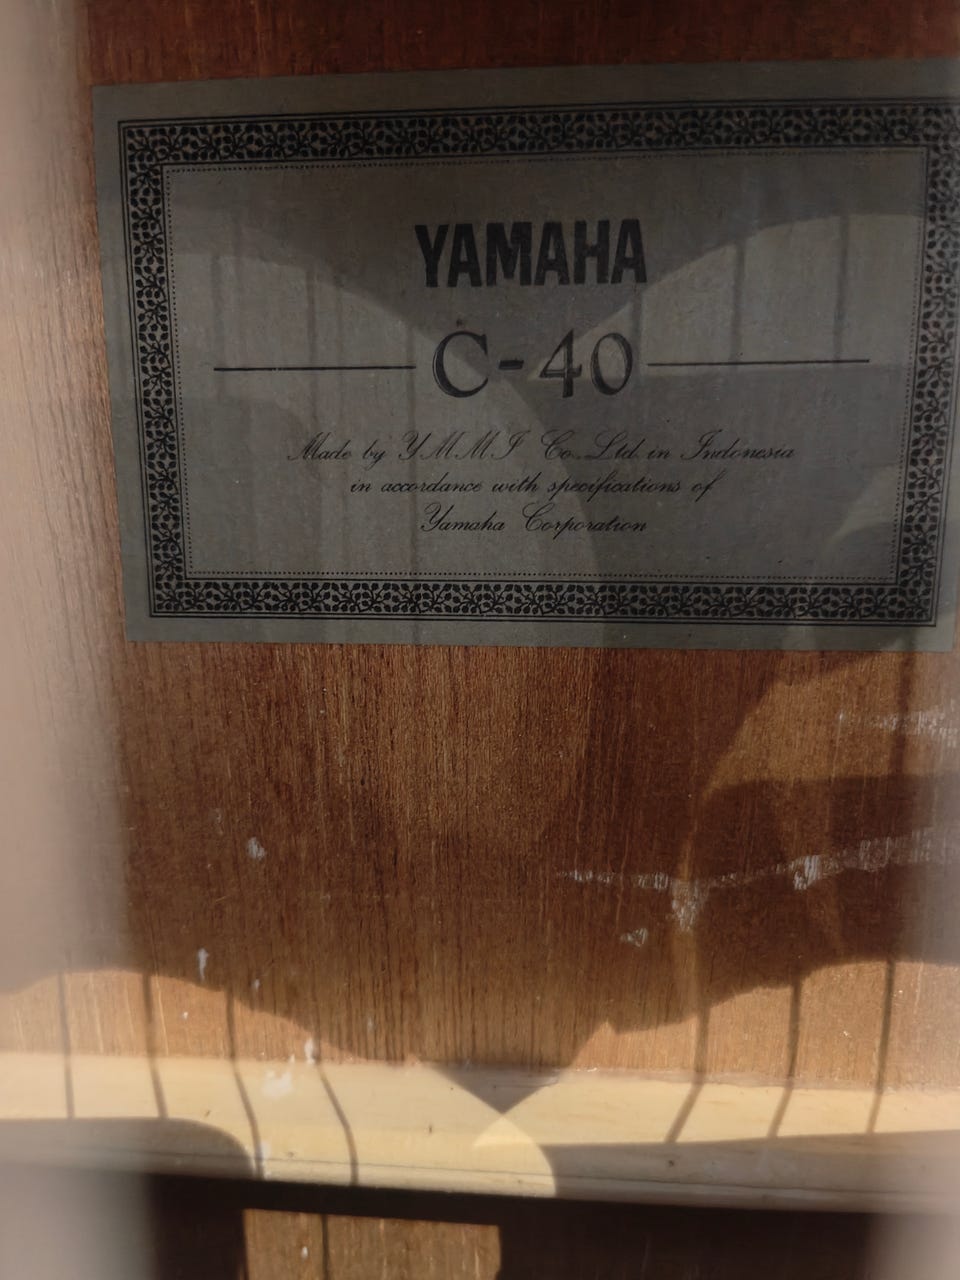 YAMAHA
C-40
Made by YMMI Co. Ltd. in Indonesia
in accordance with specifications of
Yamaha Corporation